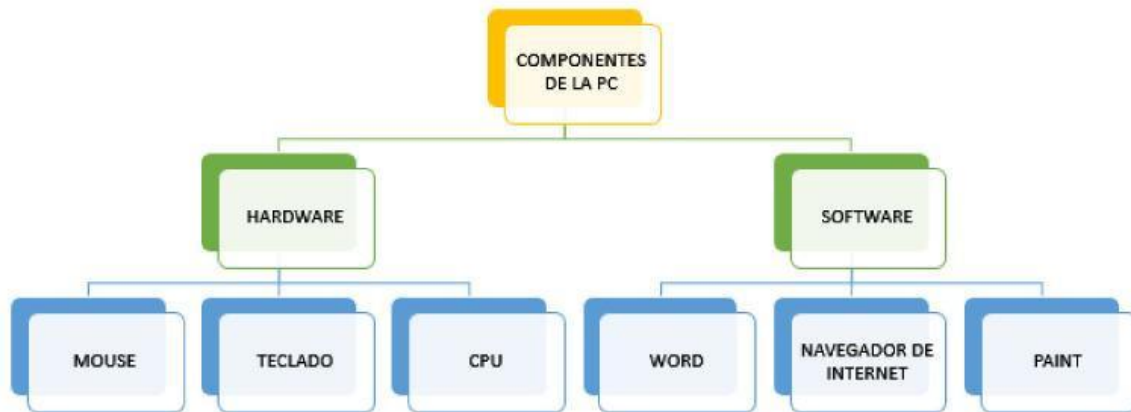 COMPONENTES
DE LA PC
HARDWARE
SOFTWARE
MOUSE
TECLADO
CPU
WORD
NAVEGADOR DE
INTERNET
PAINT